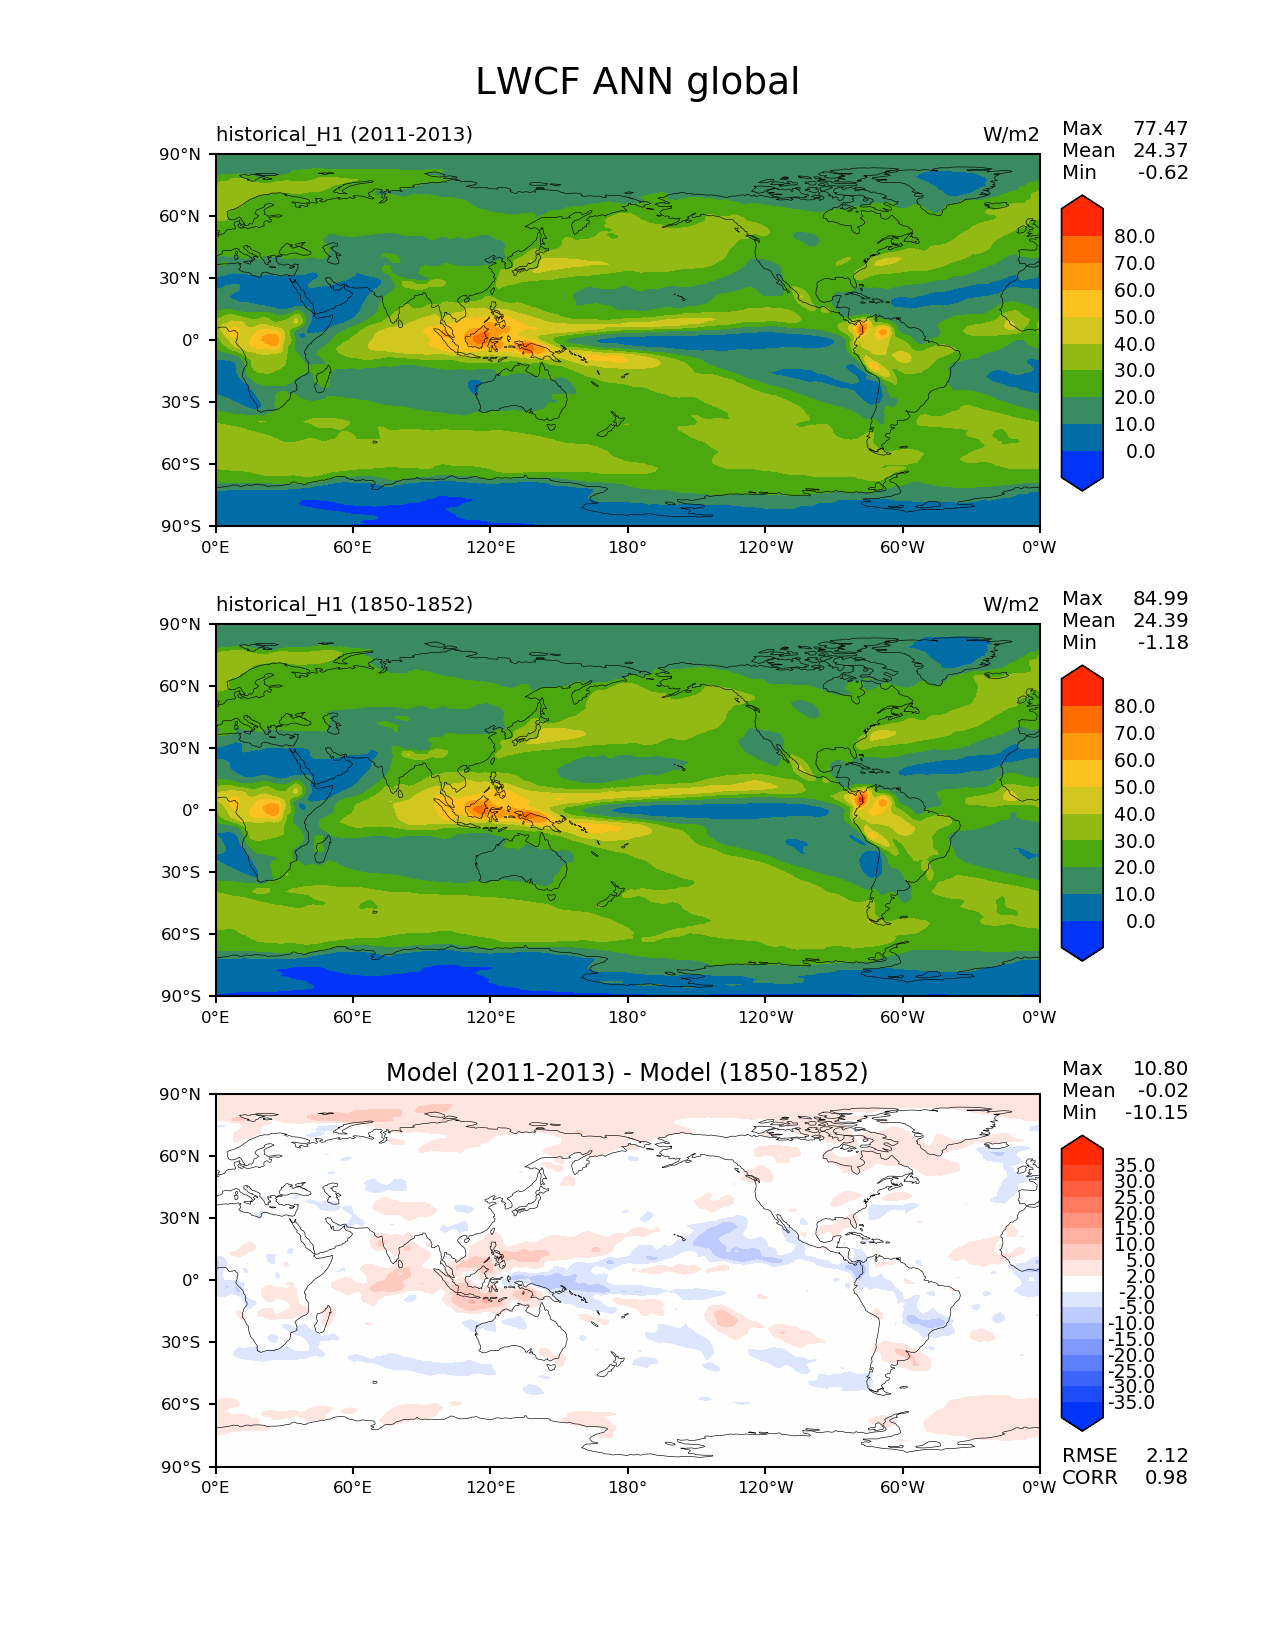 LWCF ANN global
historical_H1 (2011-2013) W/m2
Max 77.47
Mean 24.37
Min -0.62
90°N
60°N
30°N
0°
30°S
60°S
90°S
0°E 60°E 120°E 180° 120°W 60°W 0°W
80.0
70.0
60.0
50.0
40.0
30.0
20.0
10.0
0.0
historical_H1 (1850-1852) W/m2
Max 84.99
Mean 24.39
Min -1.18
90°N
60°N
30°N
0°
30°S
60°S
90°S
0°E 60°E 120°E 180° 120°W 60°W 0°W
80.0
70.0
60.0
50.0
40.0
30.0
20.0
10.0
0.0
Model (2011-2013) - Model (1850-1852)
Max 10.80
Mean -0.02
Min -10.15
90°N
60°N
30°N
0°
30°S
60°S
90°S
0°E 60°E 120°E 180° 120°W 60°W 0°W
35.0
30.0
25.0
20.0
15.0
10.0
5.0
2.0
-2.0
-5.0
-10.0
-15.0
-20.0
-25.0
-30.0
-35.0
RMSE 2.12
CORR 0.98